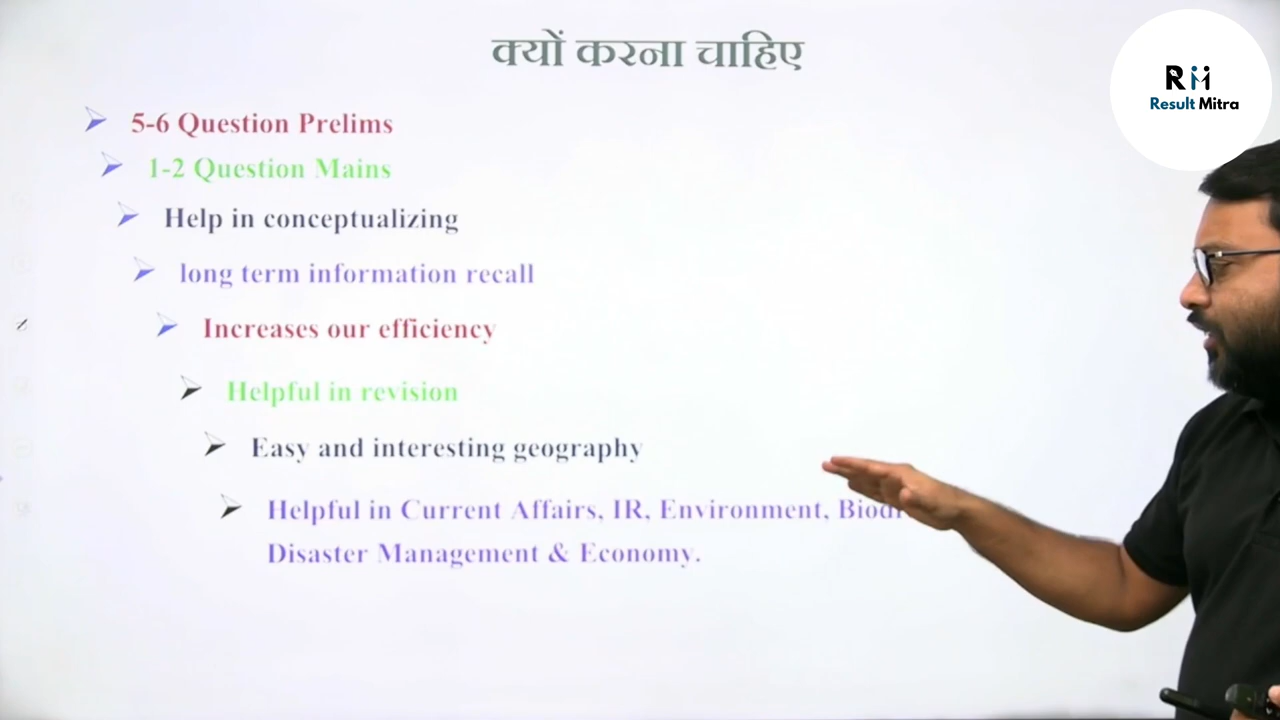 क्यों करना चाहिए
RM
Result Mitra
5-6 Question Prelims
1-2 Question Mains
Help in conceptualizing
long term information recall
Increases our efficiency
Helpful in revision
Easy and interesting geography
Helpful in Current Affairs, IR, Environment,
Disaster Management & Economy.